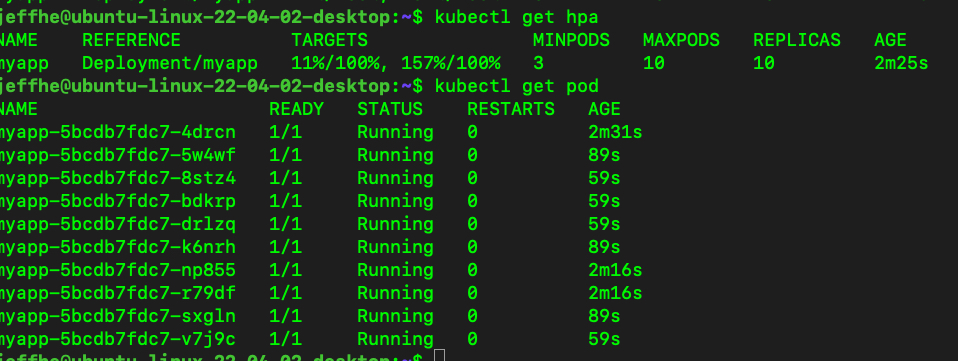 jeffhe@ubuntu-linux-22-04-02-desktop:~$ kubectl get hpa
NAME REFERENCE TARGETS MINPODS MAXPODS REPLICAS AGE
myapp Deployment/myapp 11%/100%, 157%/100% 3 10 10 2m25s
jeffhe@ubuntu-linux-22-04-02-desktop:~$ kubectl get pod
NAME READY STATUS RESTARTS AGE
myapp-5bcdb7fdc7-4drcn 1/1 Running 0 2m31s
myapp-5bcdb7fdc7-5w4wf 1/1 Running 0 89s
myapp-5bcdb7fdc7-8stz4 1/1 Running 0 59s
myapp-5bcdb7fdc7-bdkrp 1/1 Running 0 59s
myapp-5bcdb7fdc7-drlzq 1/1 Running 0 59s
myapp-5bcdb7fdc7-k6nrh 1/1 Running 0 89s
myapp-5bcdb7fdc7-np855 1/1 Running 0 2m16s
myapp-5bcdb7fdc7-r79df 1/1 Running 0 2m16s
myapp-5bcdb7fdc7-sxgln 1/1 Running 0 89s
myapp-5bcdb7fdc7-v7j9c 1/1 Running 0 59s
jeffhe@ubuntu-linux-22-04-02-desktop:~$